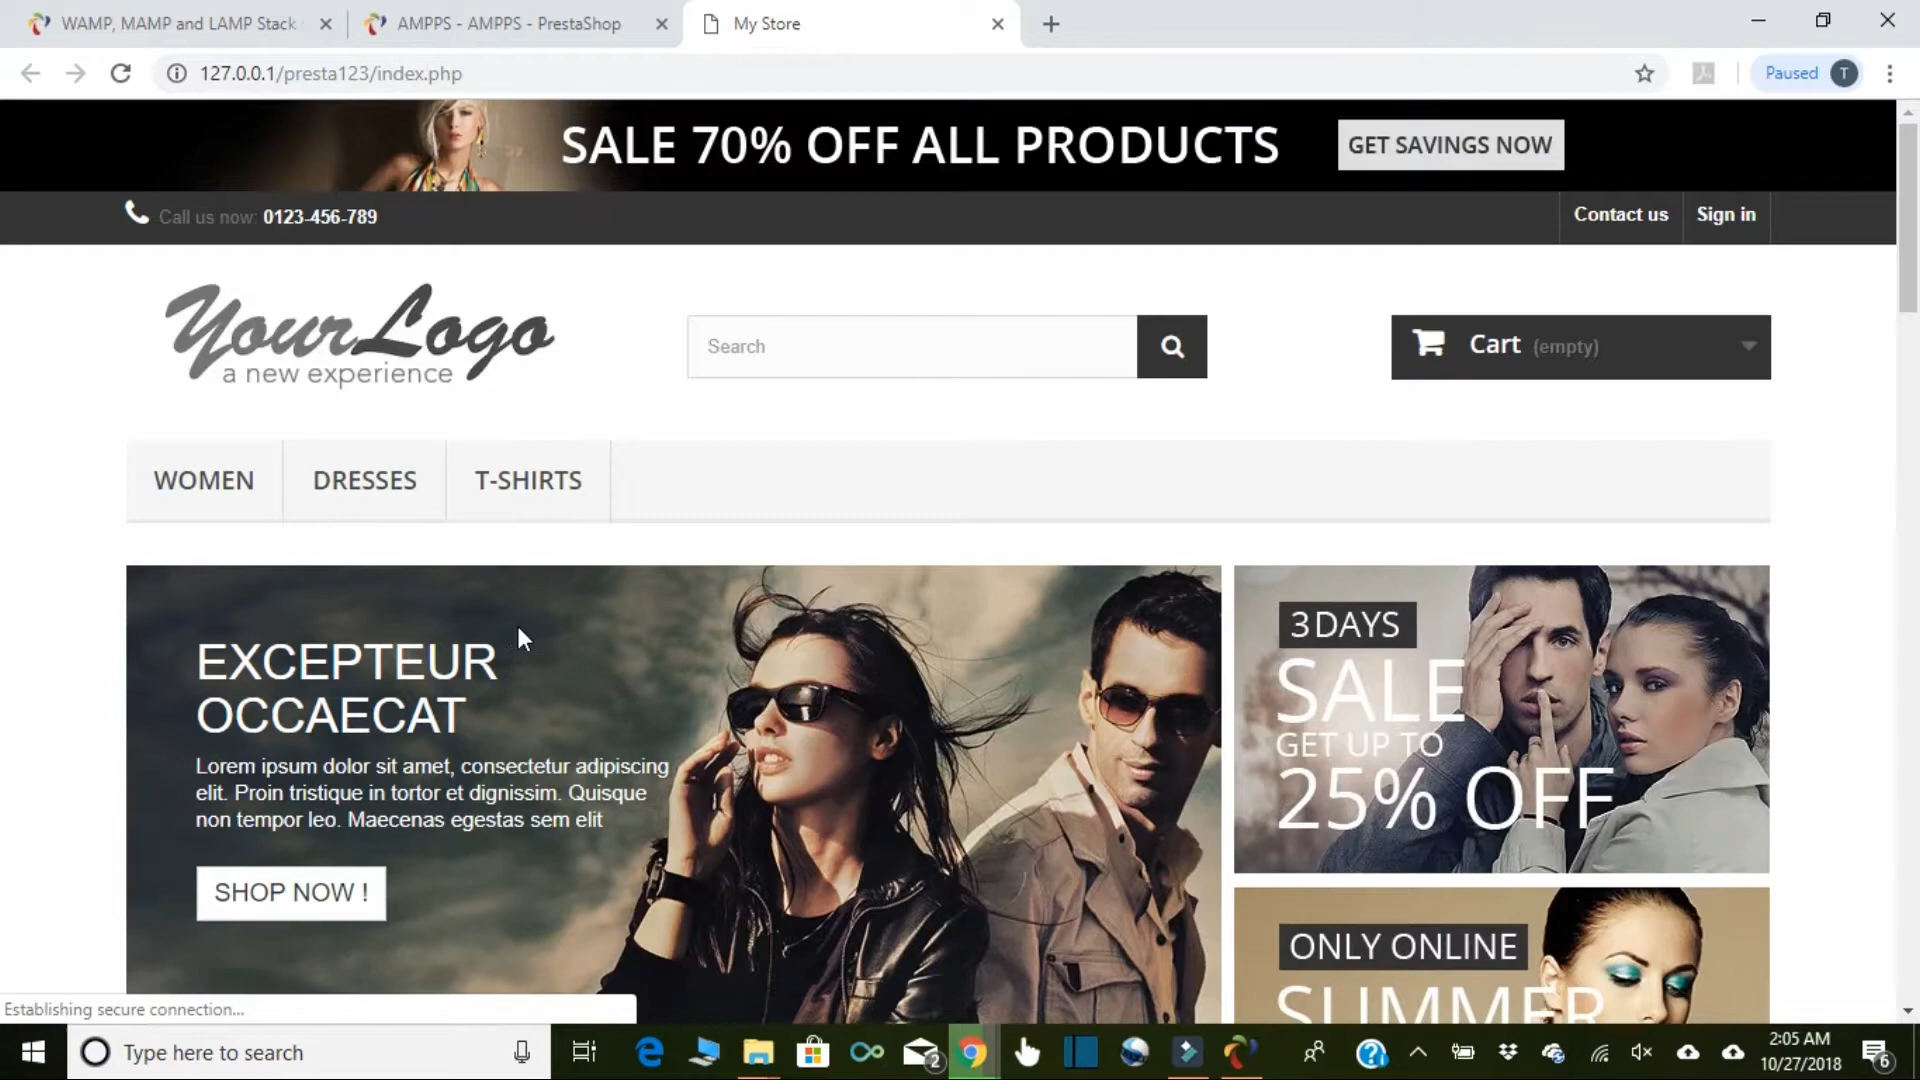 WAMP, MAMP and LAMP Stack
AMPPS - AMPPS - PrestaShop
My Store
127.0.0.1/presta123/index.php
Paused
T
SALE 70% OFF ALL PRODUCTS
GET SAVINGS NOW
Call us now: 0123-456-789
Contact us
Sign in
YourLogo
a new experience
Search
Cart (empty)
WOMEN
DRESSES
T-SHIRTS
EXCEPTEUR
OCCAECAT
Lorem ipsum dolor sit amet, consectetur adipiscing
elit. Proin tristique in tortor et dignissim. Quisque
non tempor leo. Maecenas egestas sem elit
SHOP NOW !
3 DAYS
SALE
GET UP TO
25% OFF
ONLY ONLINE
SUMMER
Establishing secure connection...
Type here to search
2
2:05 AM
10/27/2018
6